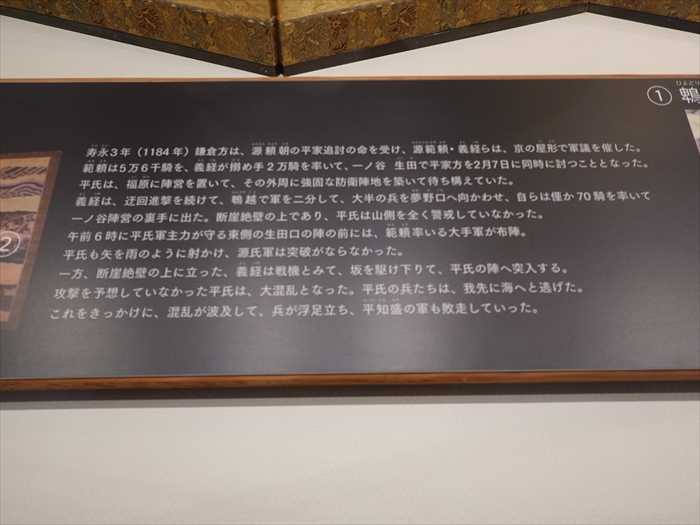 寿永3年（1184年）鎌倉方は、源頼朝の平家追討の命を受け、源範頼・義経らは、京の屋形で軍議を催した。
範頼は5万6千騎を、義経が搦め手2万騎を率いて、一ノ谷 生田で平家方を2月7日に同時に討つこととなった。
平氏は、福原に陣営を置いて、その外周に強固な防衛陣地を築いて待ち構えていた。
義経は、迂回進撃を続けて、鵯越で軍を二分して、大半の兵を夢野口へ向かわせ、自らは僅か70騎を率いて
一ノ谷陣営の裏手に出た。断崖絶壁の上であり、平氏は山側を全く警戒していなかった。
午前6時に平氏軍主力が守る東側の生田口の陣の前には、範頼率いる大手軍が布陣。
平氏も矢を雨のように射かけ、源氏軍は突破がならなかった。
一方、断崖絶壁の上に立った、義経は戦機とみて、坂を駆け下りて、平氏の陣へ突入する。
攻撃を予想していなかった平氏は、大混乱となった。平氏の兵たちは、我先に海へと逃げた。
これをきっかけに、混乱が波及して、兵が浮足立ち、平知盛の軍も敗走していった。
① 鵯
②